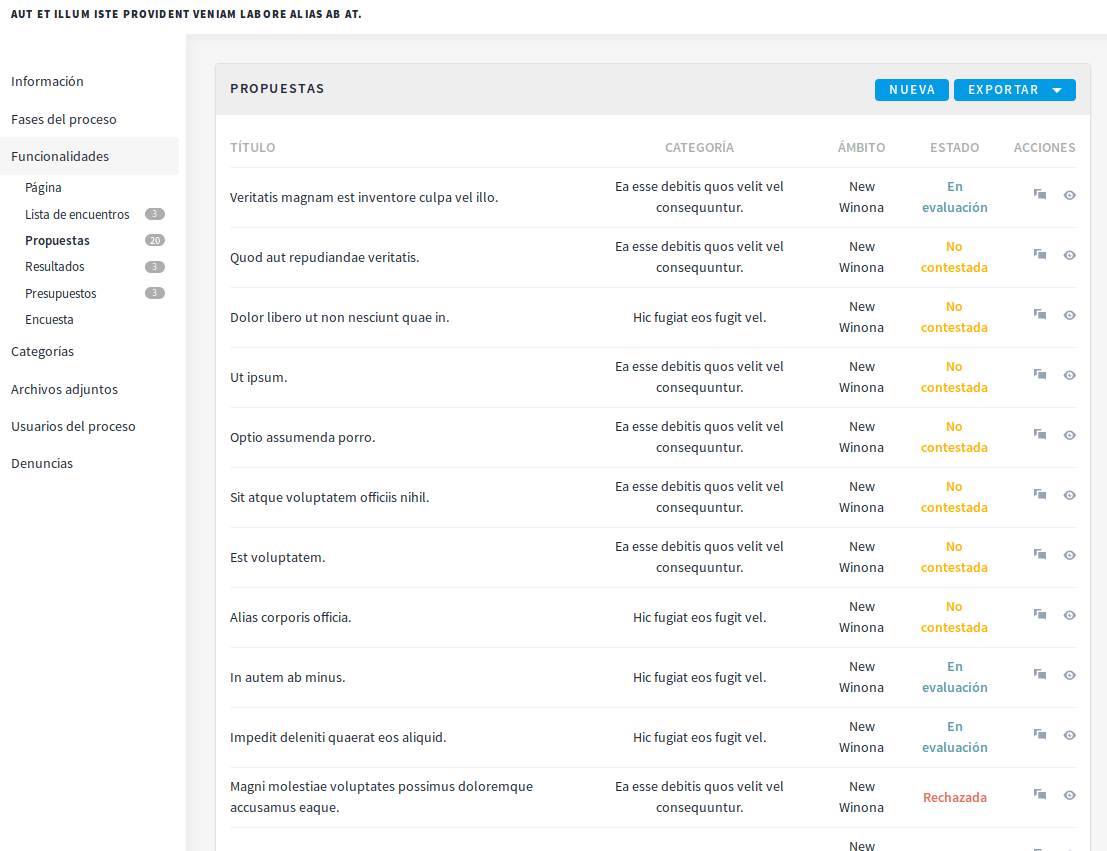 AUT ET ILLUM ISTE PROVIDENT VENIAM LABORE ALIAS AB AT.
Información
Fases del proceso
Funcionalidades
Página
Lista de encuentros 3
Propuestas 20
Resultados 3
Presupuestos 3
Encuesta
Categorías
Archivos adjuntos
Usuarios del proceso
Denuncias
PROPUESTAS NUEVA EXPORTAR
TÍTULO CATEGORÍA ÁMBITO ESTADO ACCIONES
Veritatis magnam est inventore culpa vel illo.
Ea esse debitis quos velit vel
consequuntur.
New
Winona
En
evaluación
Quod aut repudiandae veritatis.
Ea esse debitis quos velit vel
consequuntur.
New
Winona
No
contestada
Dolor libero ut non nesciunt quae in.
Hic fugiat eos fugit vel.
New
Winona
No
contestada
Ut ipsum.
Ea esse debitis quos velit vel
consequuntur.
New
Winona
No
contestada
Optio assumenda porro.
Ea esse debitis quos velit vel
consequuntur.
New
Winona
No
contestada
Sit atque voluptatem officiis nihil.
Ea esse debitis quos velit vel
consequuntur.
New
Winona
No
contestada
Est voluptatem.
Ea esse debitis quos velit vel
consequuntur.
New
Winona
No
contestada
Alias corporis officia.
Hic fugiat eos fugit vel.
New
Winona
No
contestada
In autem ab minus.
Hic fugiat eos fugit vel.
New
Winona
En
evaluación
Impedit deleniti quaerat eos aliquid.
Hic fugiat eos fugit vel.
New
Winona
En
evaluación
Magni molestiae voluptates possimus doloremque
accusamus eaque.
Ea esse debitis quos velit vel
consequuntur.
New
Winona
Rechazada
New